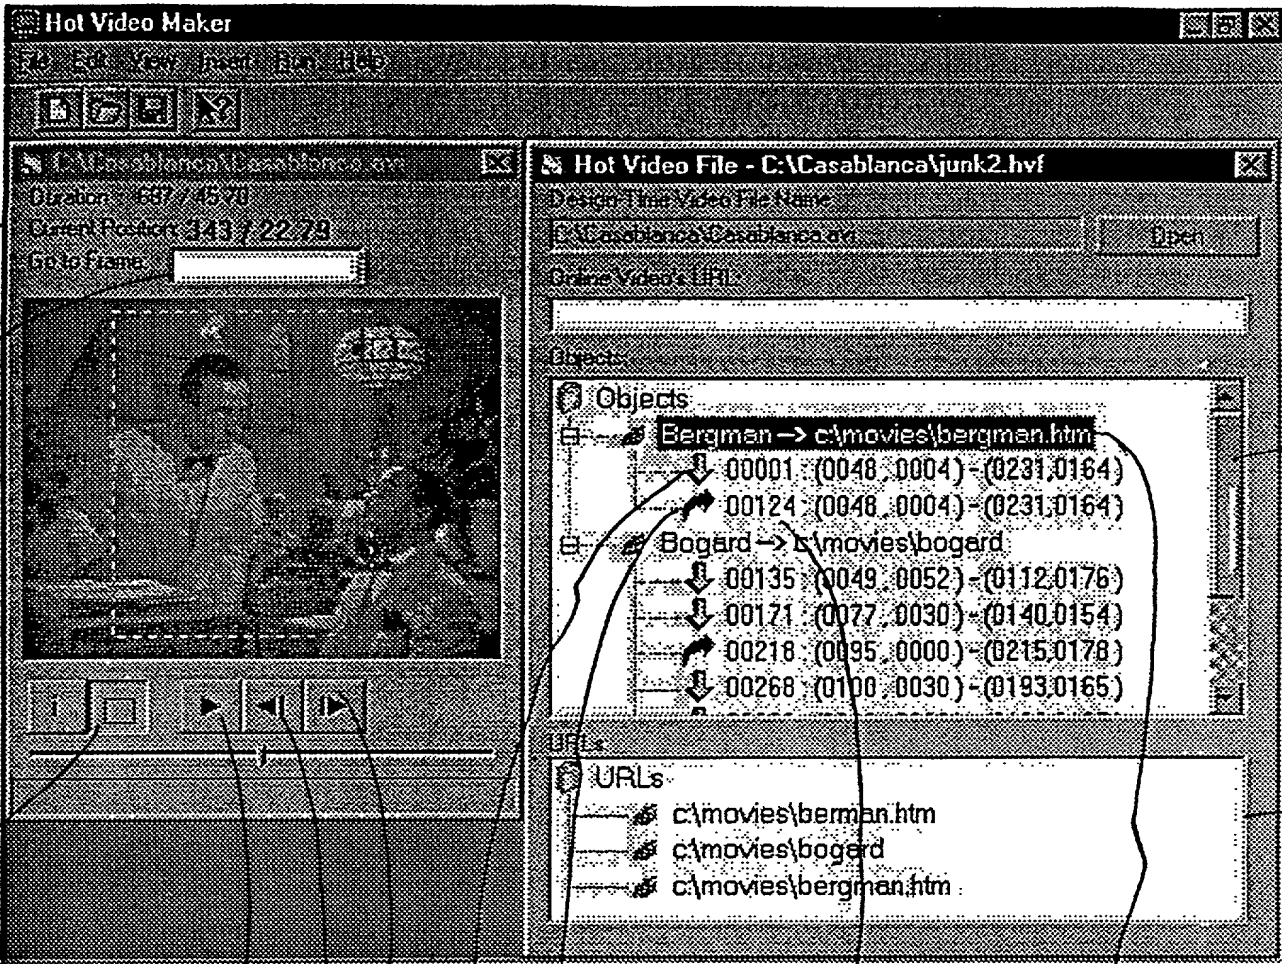 Hot Video Maker
File Edit View Insert Run Help
C:\Casablanca\Casablanca.avi
Duration : 687 / 45.70
Current Position: 343 / 22.79
Go to Frame:
Hot Video File - C:\Casablanca\junk2.hvf
Design-Time Video File Name
C:\Casablanca\Casablanca.avi
Open
Online Video's URL:
Objects:
Objects
Bergman -> c:\movies\bergman.htm
00001 : (0048 , 0004 ) - (0231,0164)
00124 : (0048 , 0004 ) - (0231,0164)
Bogard -> c:\movies\bogard
00135 : (0049 , 0052 ) - (0112,0176)
00171 : (0077 , 0030 ) - (0140,0154)
00218 : (0095 , 0000 ) - (0215,0178)
00268 : (0100 , 0030 ) - (0193,0165)
URLs
URLs
c:\movies\berman.htm
c:\movies\bogard
c:\movies\bergman.htm